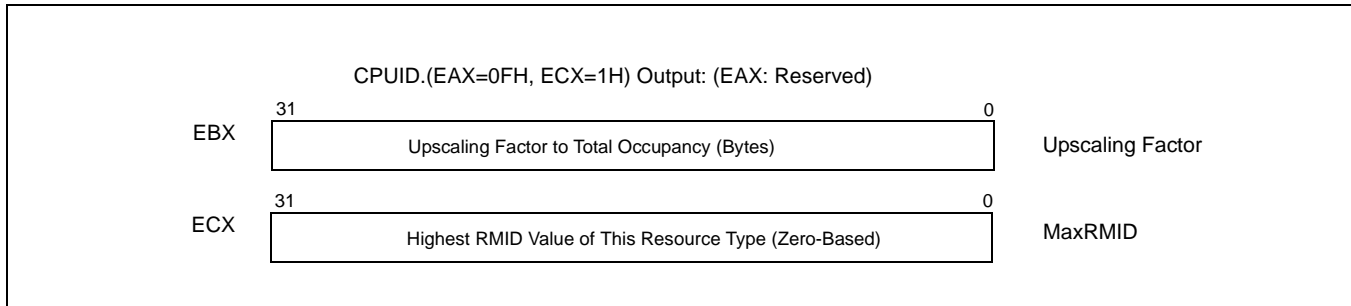 CPUID.(EAX=0FH, ECX=1H) Output: (EAX: Reserved)
31 0
EBX Upscaling Factor to Total Occupancy (Bytes) Upscaling Factor
31 0
ECX Highest RMID Value of This Resource Type (Zero-Based) MaxRMID